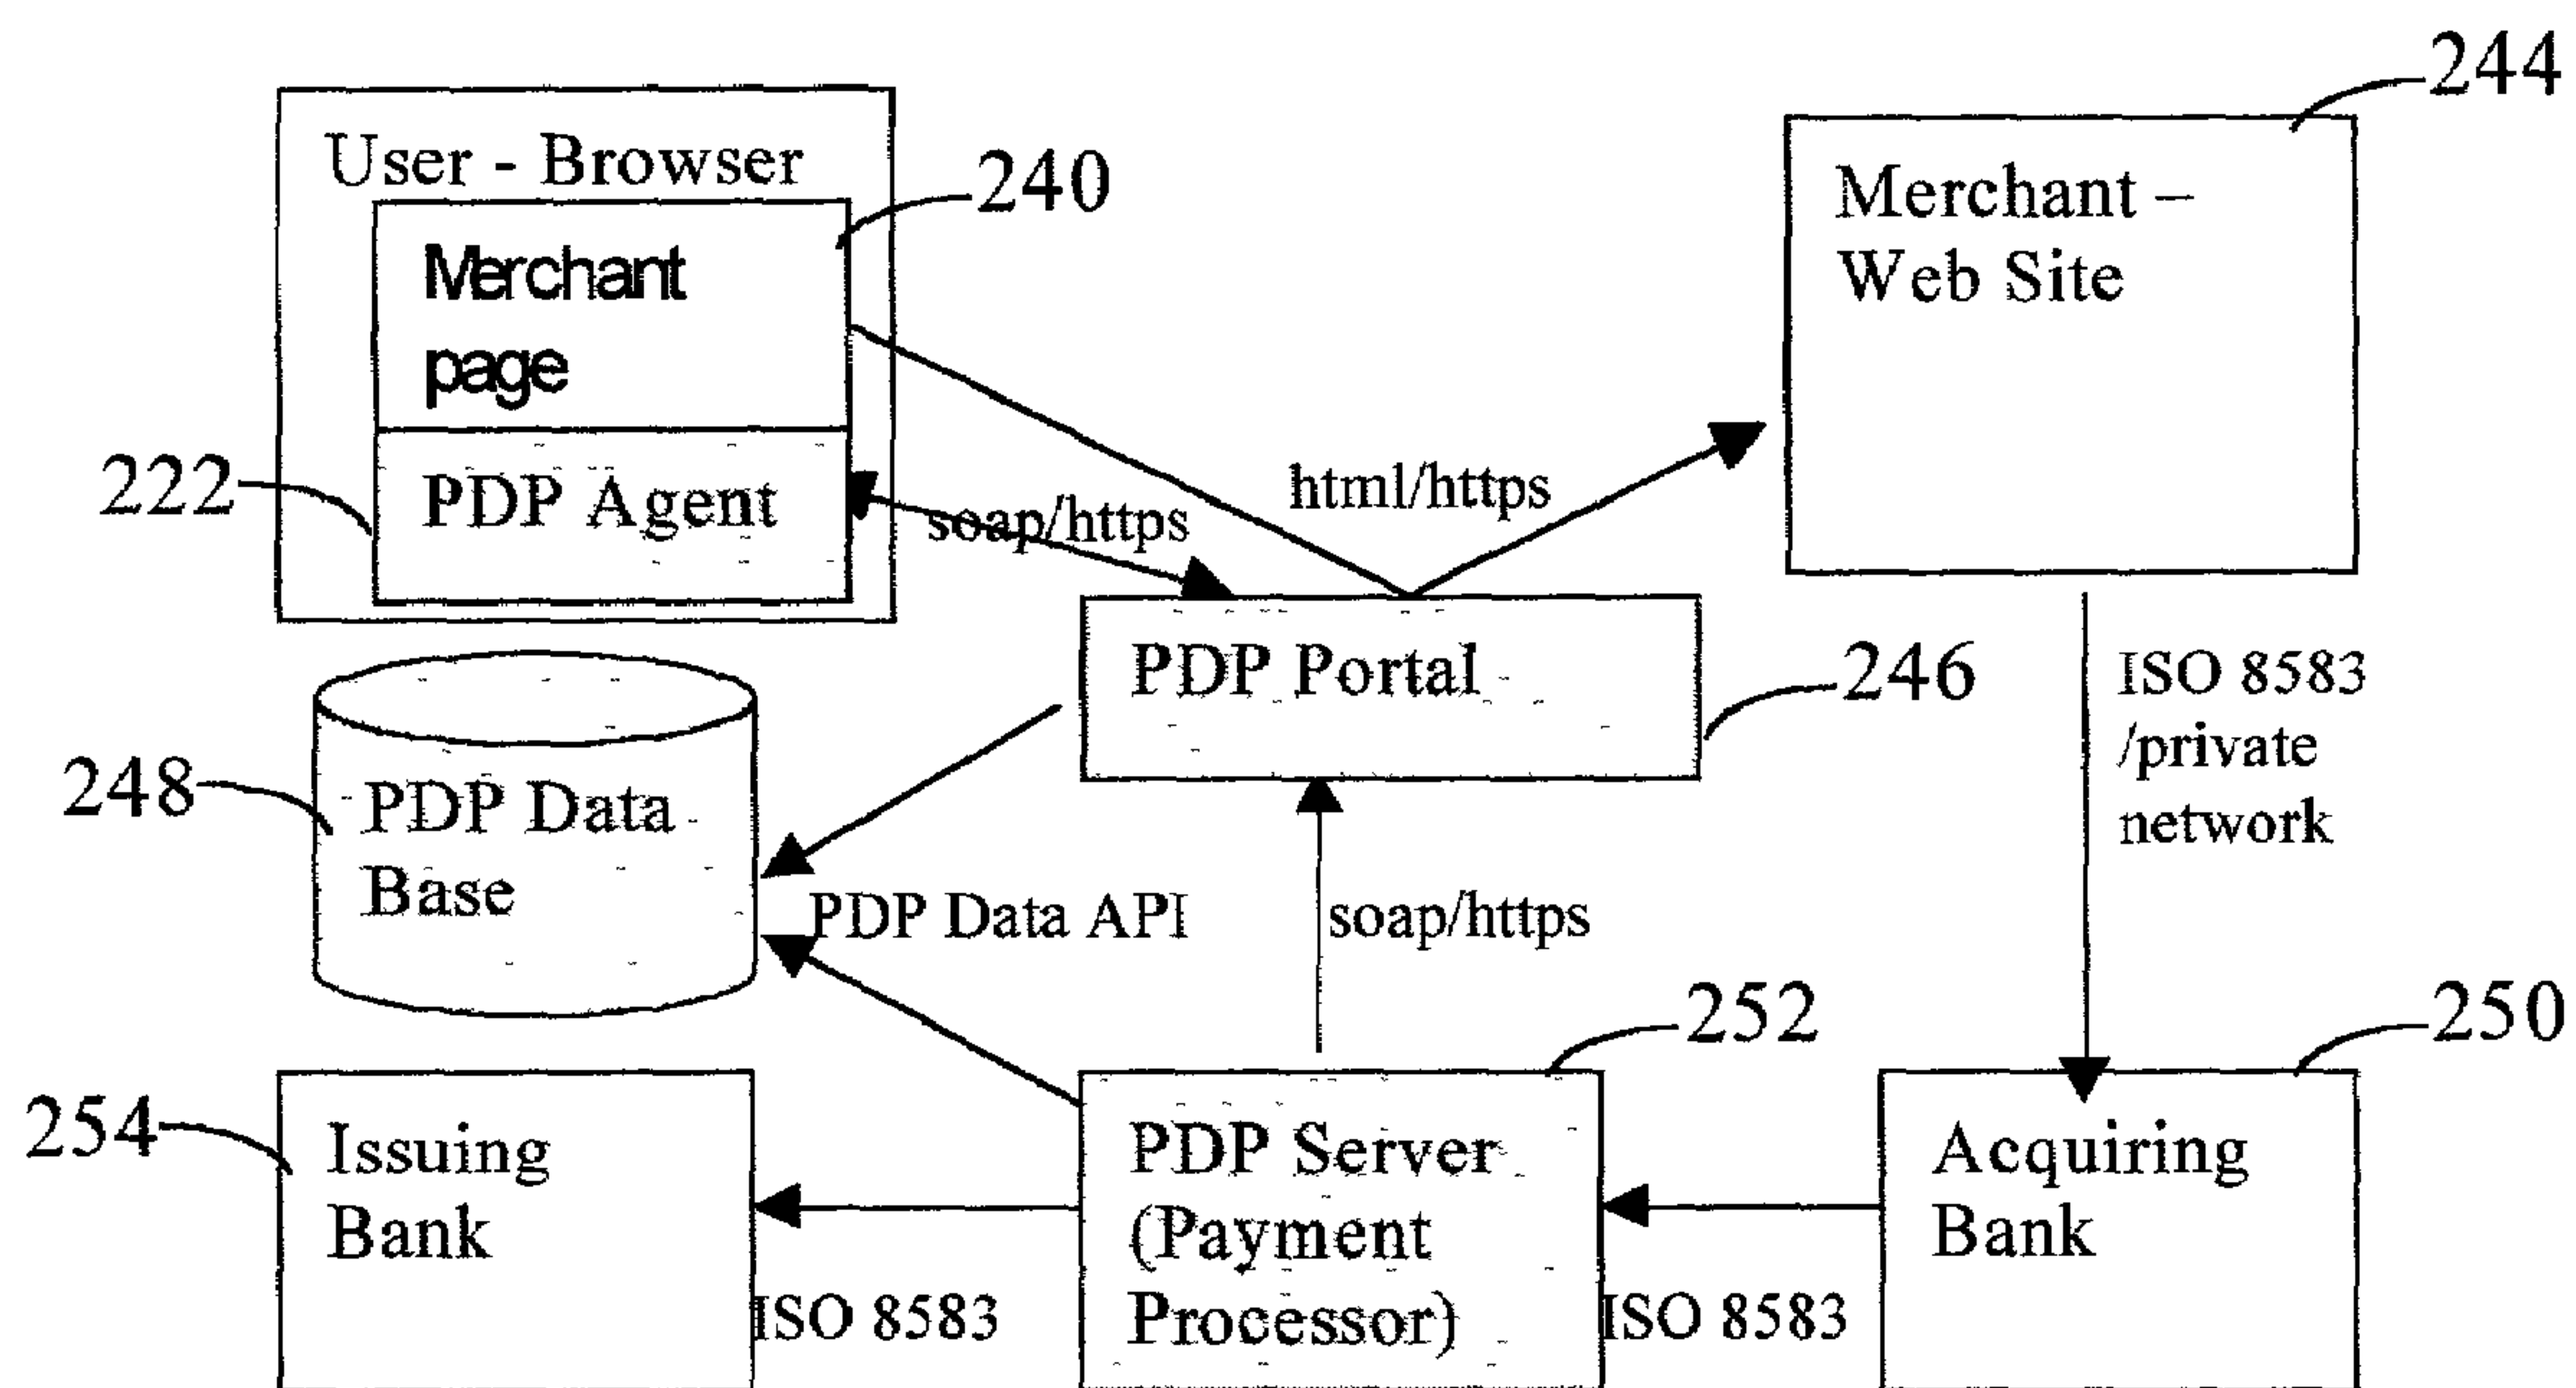 244
User - Browser
240
Merchant –
Web Site
Merchant
page
222
PDP Agent
soap/https
html/https
PDP Portal
246
ISO 8583
/private
network
248
PDP Data
Base
PDP Data API
soap/https
252
250
254
Issuing
Bank
ISO 8583
PDP Server
(Payment
Processor)
ISO 8583
Acquiring
Bank